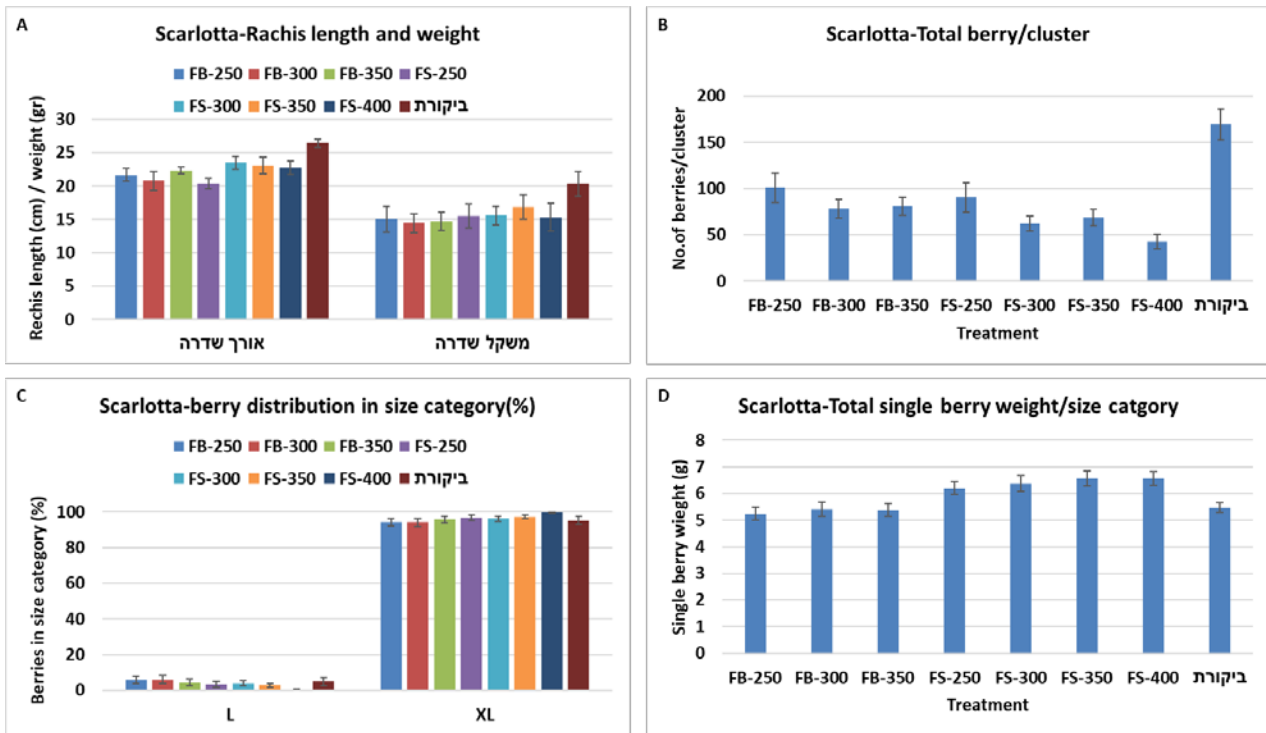 A
Scarlotta-Rachis length and weight
FB-250 FB-300 FB-350 FS-250
FS-300 FS-350 FS-400 ביקורת
Rechis length (cm) / weight (gr)
30
25
20
15
10
5
0
אורך שדרה משקל שדרה
B
Scarlotta-Total berry/cluster
No.of berries/cluster
200
150
100
50
0
FB-250 FB-300 FB-350 FS-250 FS-300 FS-350 FS-400 ביקורת
Treatment
C
Scarlotta-berry distribution in size category(%)
FB-250 FB-300 FB-350 FS-250
FS-300 FS-350 FS-400 ביקורת
Berries in size category (%)
100
80
60
40
20
0
L XL
D
Scarlotta-Total single berry weight/size catgory
Single berry wieght (g)
8
7
6
5
4
3
2
1
0
FB-250 FB-300 FB-350 FS-250 FS-300 FS-350 FS-400 ביקורת
Treatment